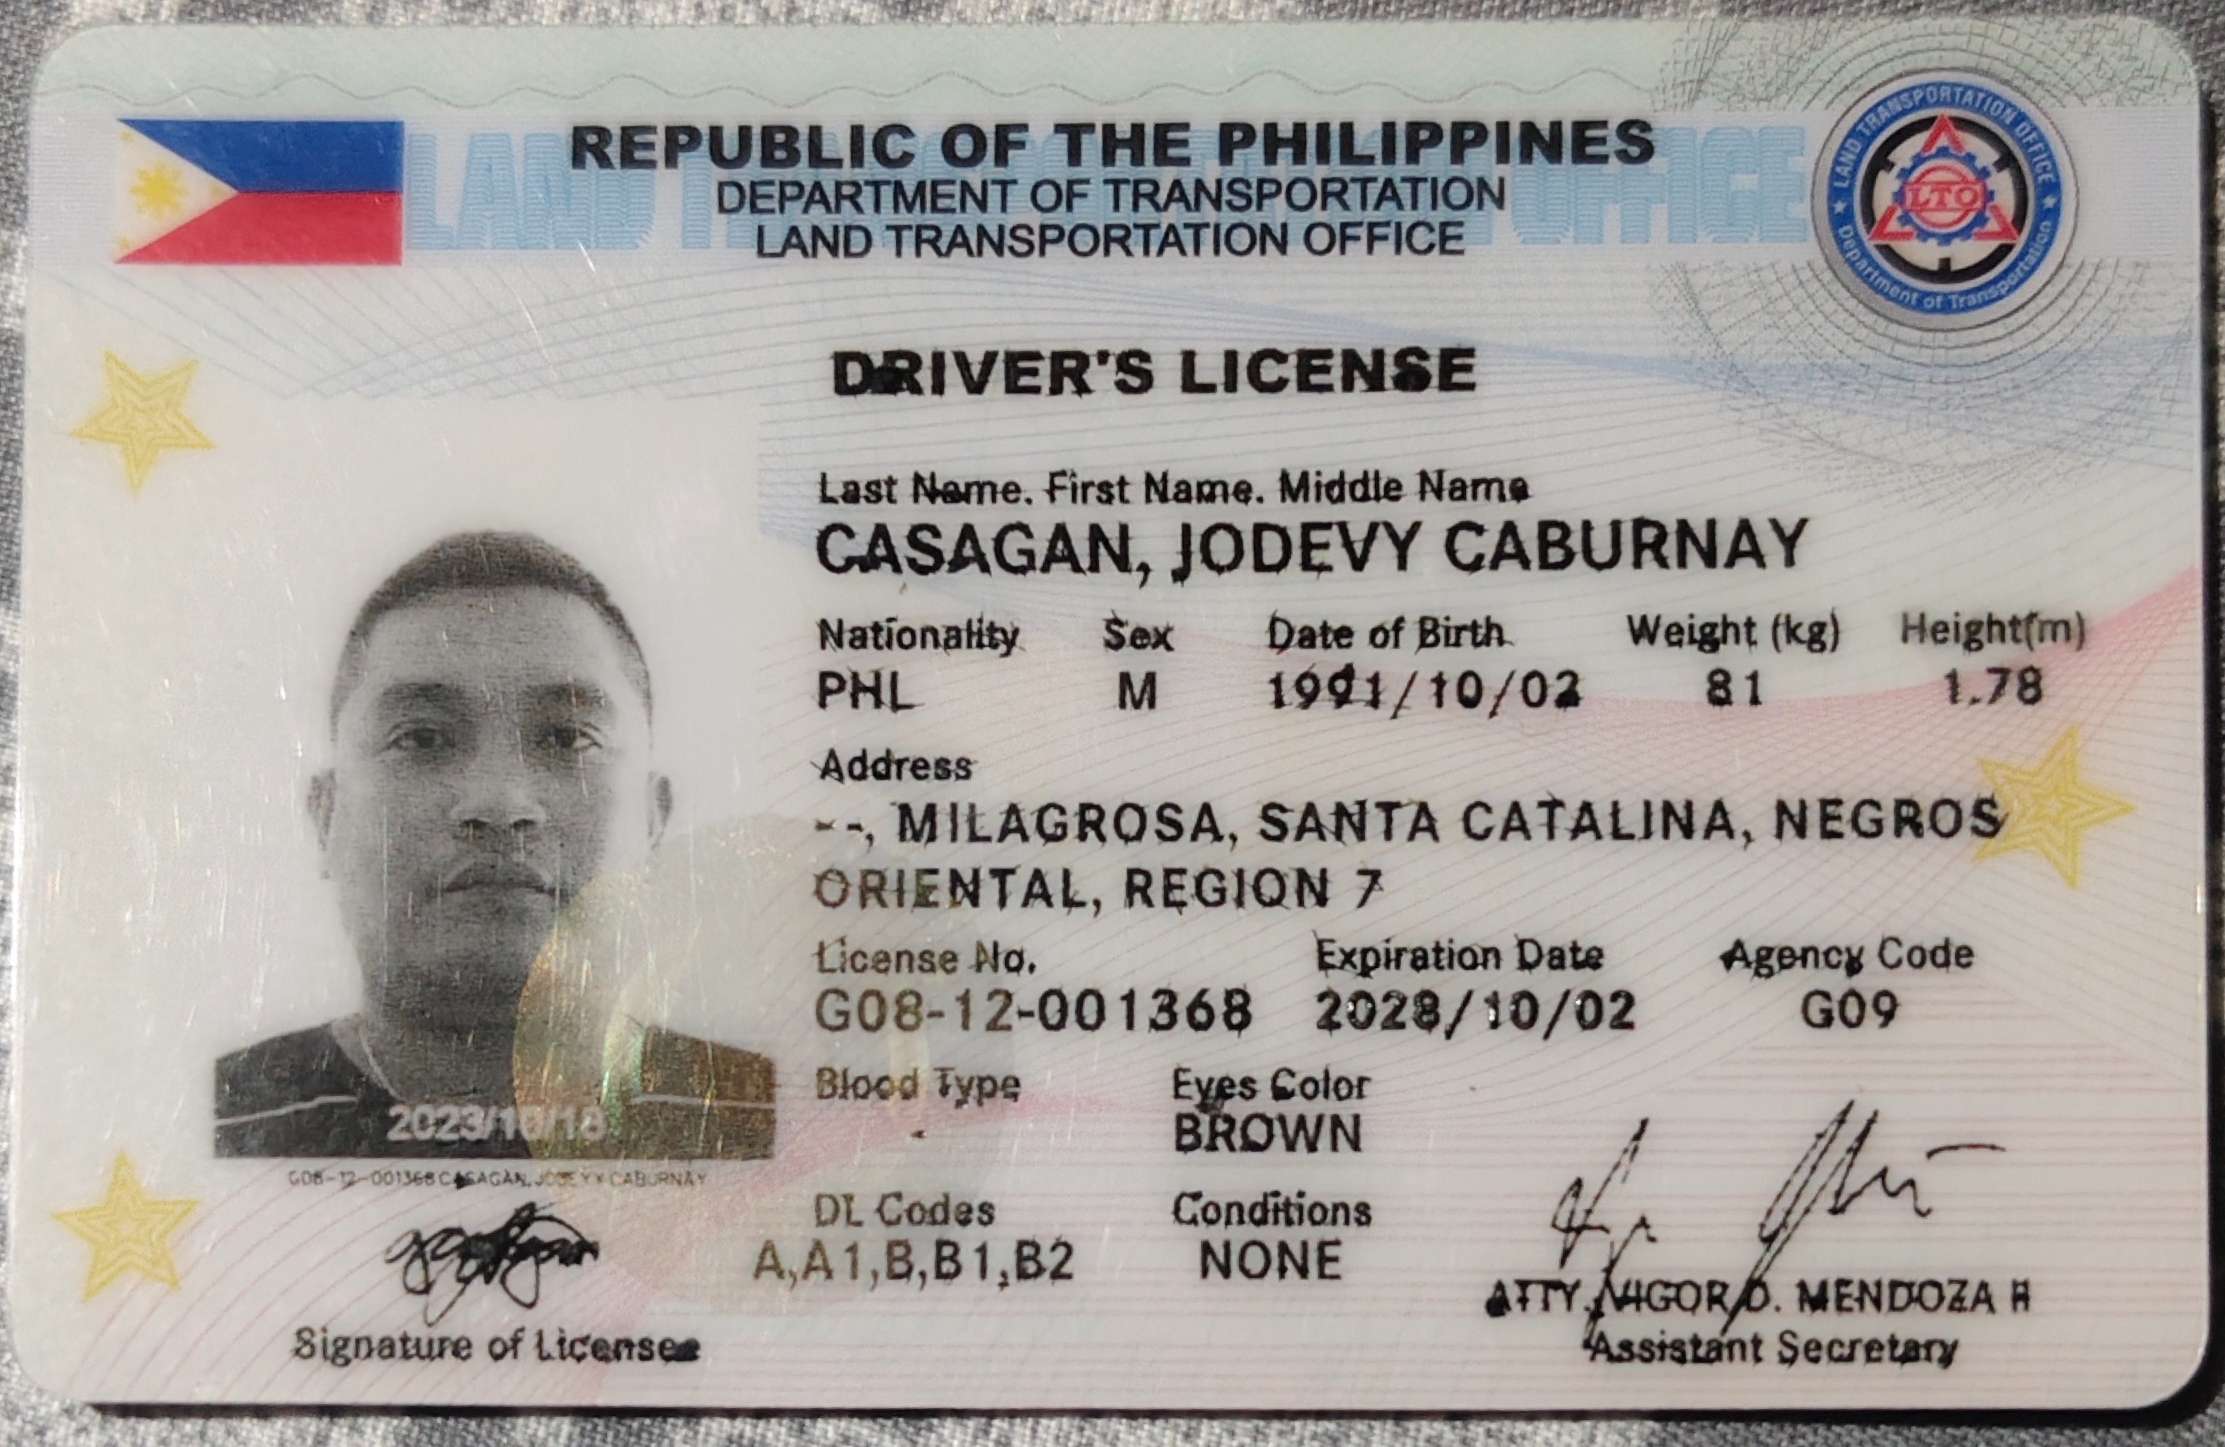 REPUBLIC OF THE PHILIPPINES
DEPARTMENT OF TRANSPORTATION
LAND TRANSPORTATION OFFICE
LAND TRANSPORTATION OFFICE
LTO
Department of Transportation
DRIVER'S LICENSE
Last Name. First Name. Middle Name
CASAGAN, JODEVY CABURNAY
Nationality Sex Date of Birth Weight (kg) Height(m)
PHL M 1991/10/02 81 1.78
Address
--, MILAGROSA, SANTA CATALINA, NEGROS
ORIENTAL, REGION 7
License No. Expiration Date Agency Code
G08-12-001368 2028/10/02 G09
Blood Type Eyes Color
- BROWN
DL Codes Conditions
A,A1,B,B1,B2 NONE
G08-12-001368 CASAGAN, JODEVY CABURNAY
Signature of Licensee
ATTY. VIGOR D. MENDOZA II
Assistant Secretary